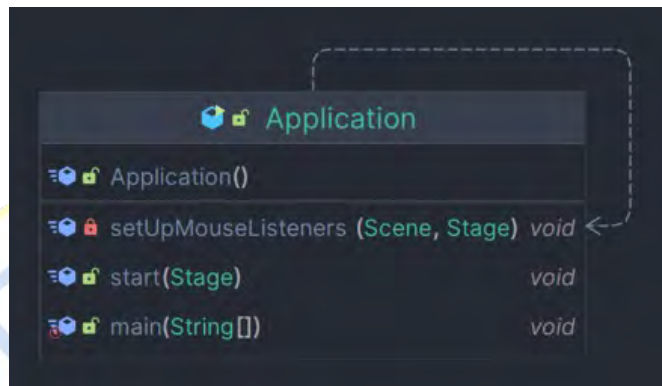 Application
Application()
setUpMouseListeners (Scene, Stage) void
start(Stage) void
main(String[]) void